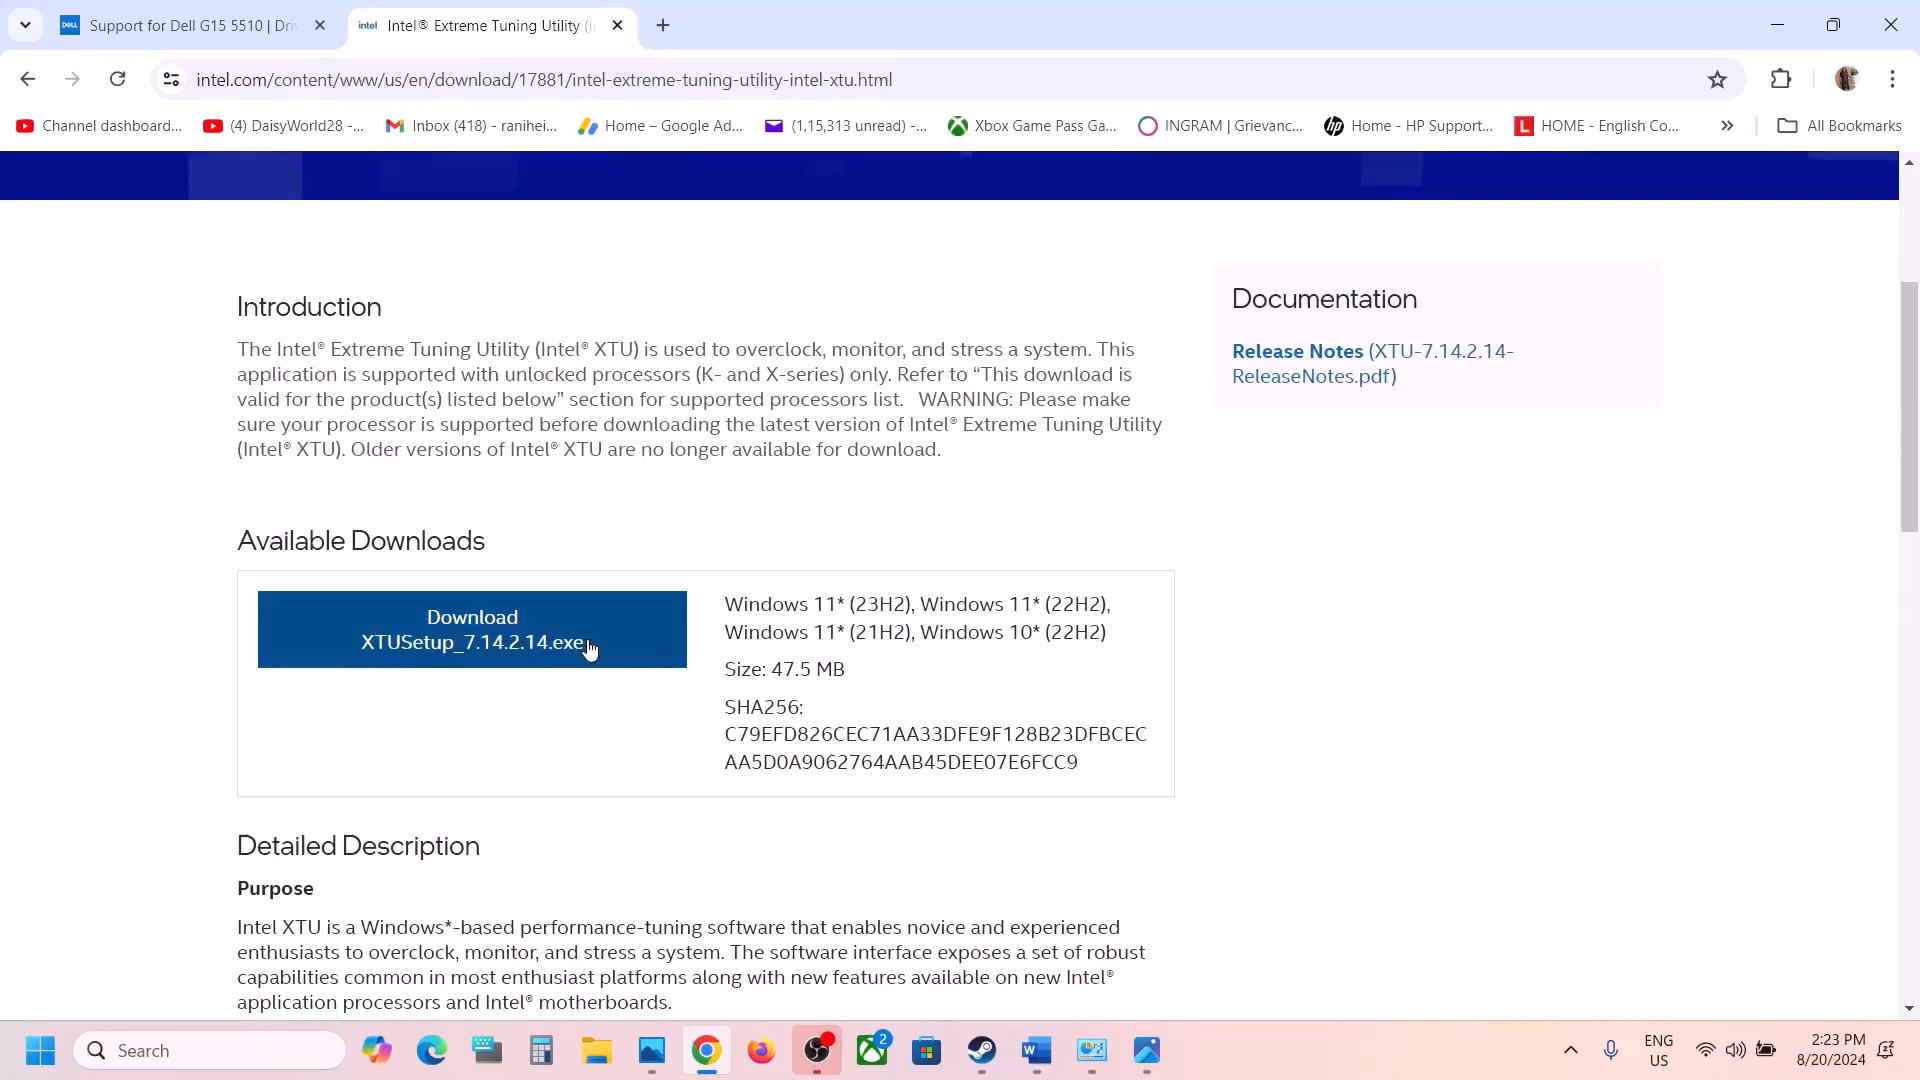 Support for Dell G15 5510 | Dri
intel Intel® Extreme Tuning Utility (I
intel.com/content/www/us/en/download/17881/intel-extreme-tuning-utility-intel-xtu.html
Channel dashboard... (4) DaisyWorld28 -... Inbox (418) - ranihei... Home – Google Ad... (1,15,313 unread) -... Xbox Game Pass Ga... INGRAM | Grievanc... Home - HP Support... HOME - English Co... » All Bookmarks
Introduction
The Intel® Extreme Tuning Utility (Intel® XTU) is used to overclock, monitor, and stress a system. This
application is supported with unlocked processors (K- and X-series) only. Refer to “This download is
valid for the product(s) listed below” section for supported processors list. WARNING: Please make
sure your processor is supported before downloading the latest version of Intel® Extreme Tuning Utility
(Intel® XTU). Older versions of Intel® XTU are no longer available for download.
Documentation
Release Notes (XTU-7.14.2.14-
ReleaseNotes.pdf)
Available Downloads
Download
XTUSetup_7.14.2.14.exe
Windows 11* (23H2), Windows 11* (22H2),
Windows 11* (21H2), Windows 10* (22H2)
Size: 47.5 MB
SHA256:
C79EFD826CEC71AA33DFE9F128B23DFBCEC
AA5D0A9062764AAB45DEE07E6FCC9
Detailed Description
Purpose
Intel XTU is a Windows*-based performance-tuning software that enables novice and experienced
enthusiasts to overclock, monitor, and stress a system. The software interface exposes a set of robust
capabilities common in most enthusiast platforms along with new features available on new Intel®
application processors and Intel® motherboards.
Search
2
ENG
US
2:23 PM
8/20/2024